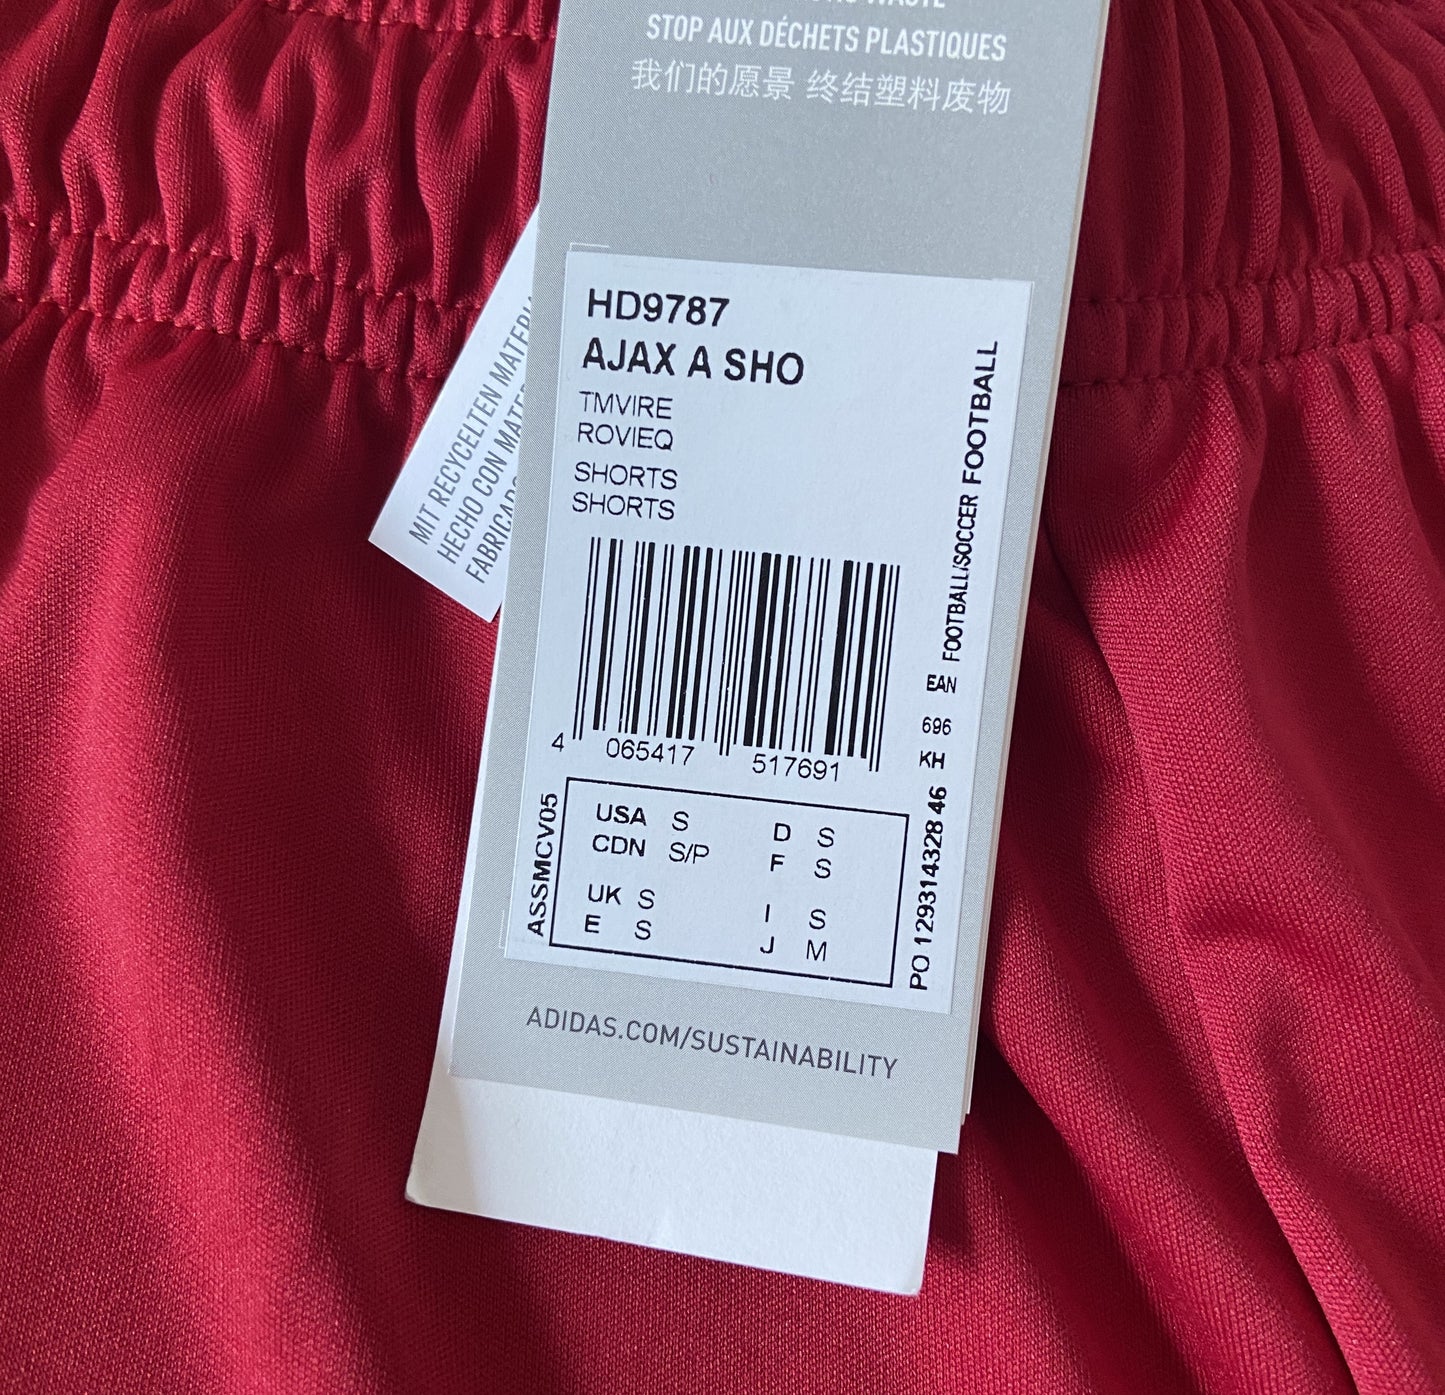 STOP AUX DÉCHETS PLASTIQUES
我们的愿景 终结塑料废物
MIT RECYCELTEN
HECHO CON
HD9787
AJAX A SHO
TMVIRE
ROVIEQ
SHORTS
SHORTS
FOOTBALL/SOCCER FOOTBALL
EAN
696
KH
PO 129314328 46
4 065417 517691
ASSMCV05
USA S D S
CDN S/P F S
UK S I S
E S J M
ADIDAS.COM/SUSTAINABILITY